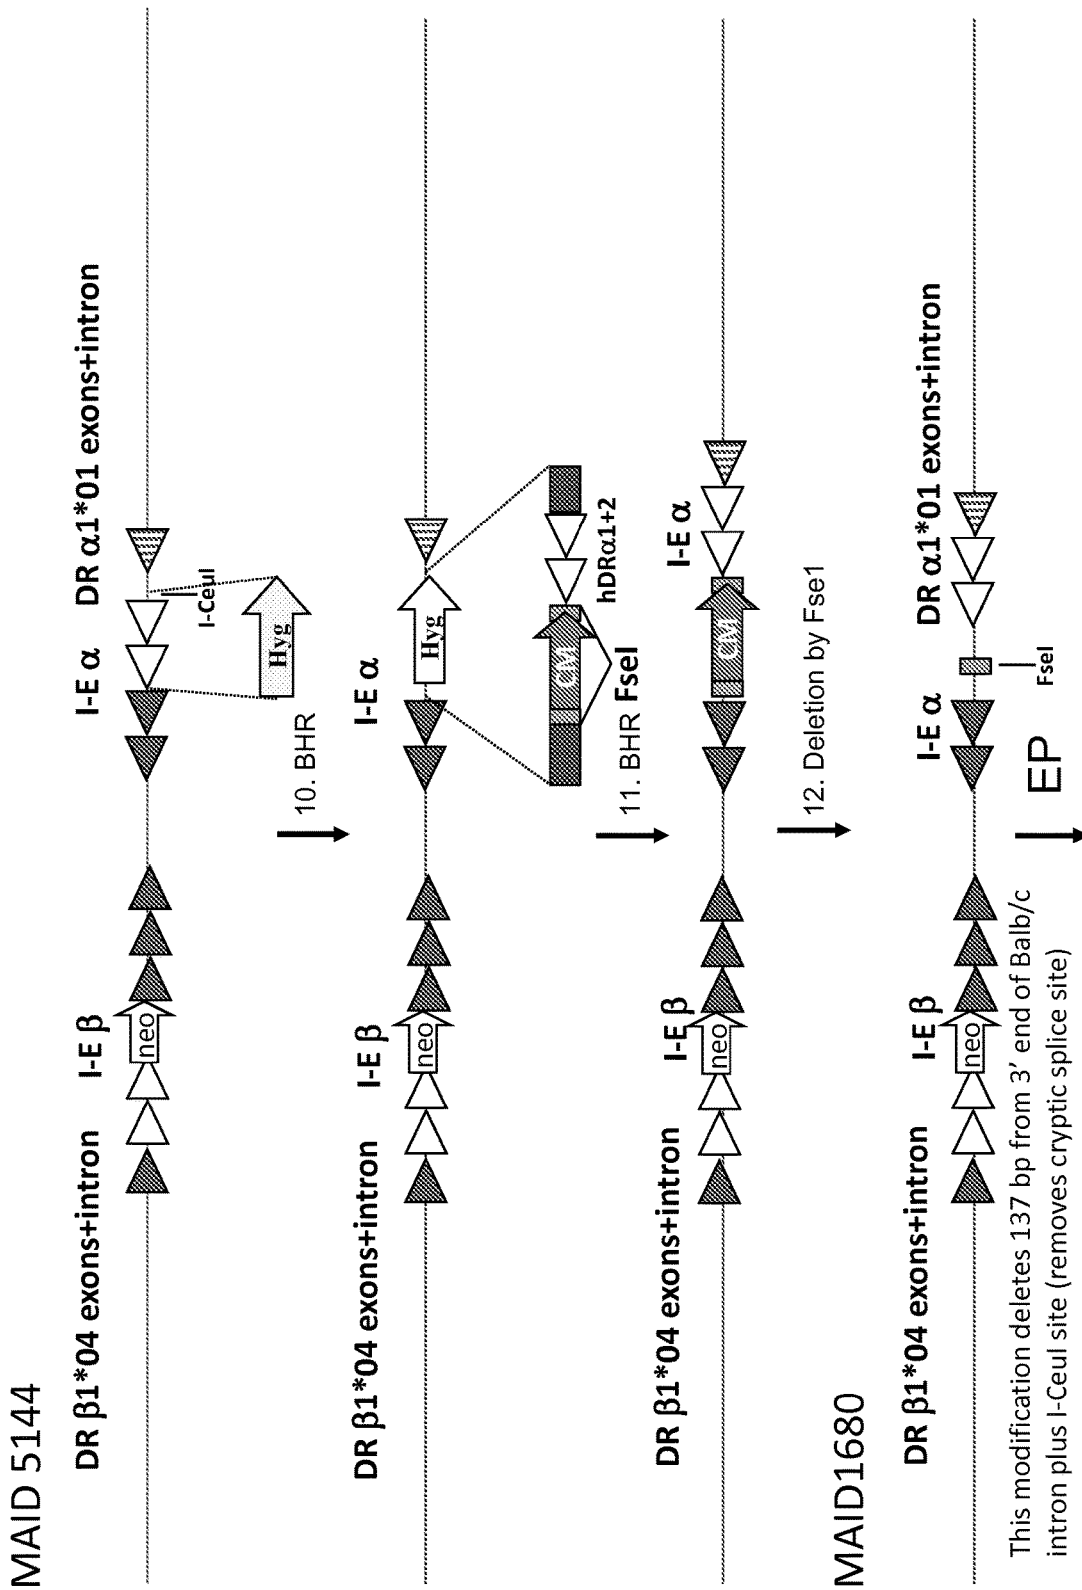 MAID 5144
DR β1*04 exons+intron
I-E β
I-E α
DR α1*01 exons+intron
neo
I-CeuI
Hyg
10. BHR
DR β1*04 exons+intron
I-E β
I-E α
neo
Hyg
CM
hDRα1+2
11. BHR
FseI
DR β1*04 exons+intron
I-E β
I-E α
neo
CM
12. Deletion by Fse1
MAID1680
DR β1*04 exons+intron
I-E β
I-E α
DR α1*01 exons+intron
neo
FseI
This modification deletes 137 bp from 3’ end of Balb/c
intron plus I-CeuI site (removes cryptic splice site)
EP